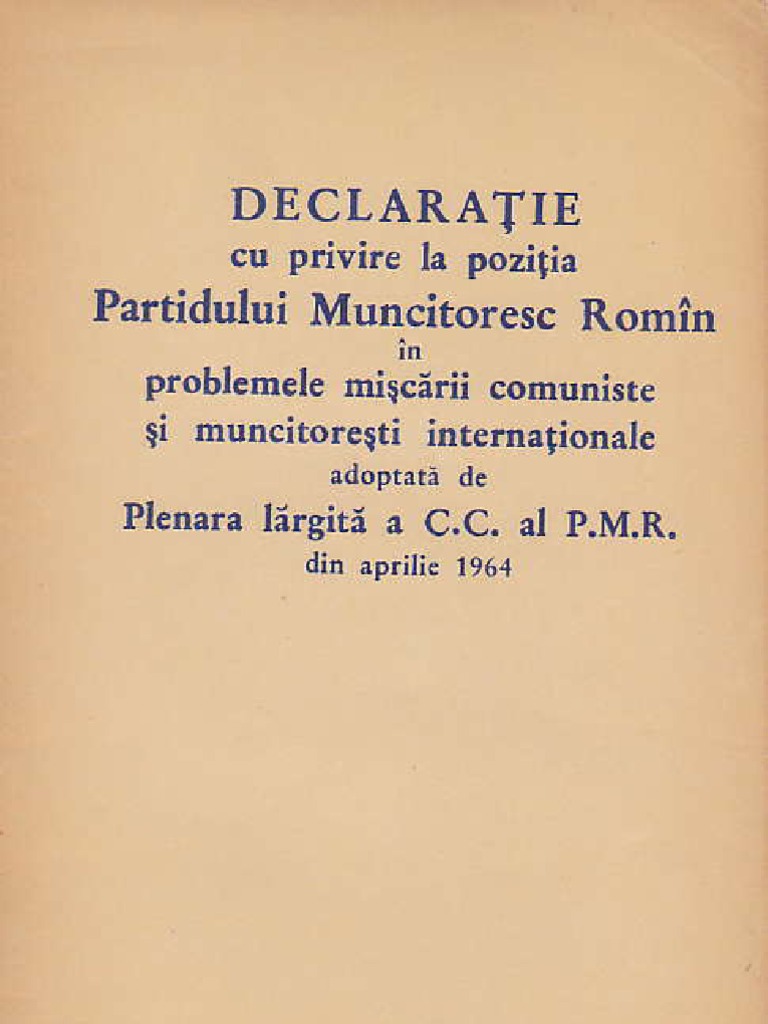 DECLARAŢIE
cu privire la poziţia
Partidului Muncitoresc Romîn
în
problemele mişcării comuniste
şi muncitoreşti internaţionale
adoptată de
Plenara lărgită a C.C. al P.M.R.
din aprilie 1964